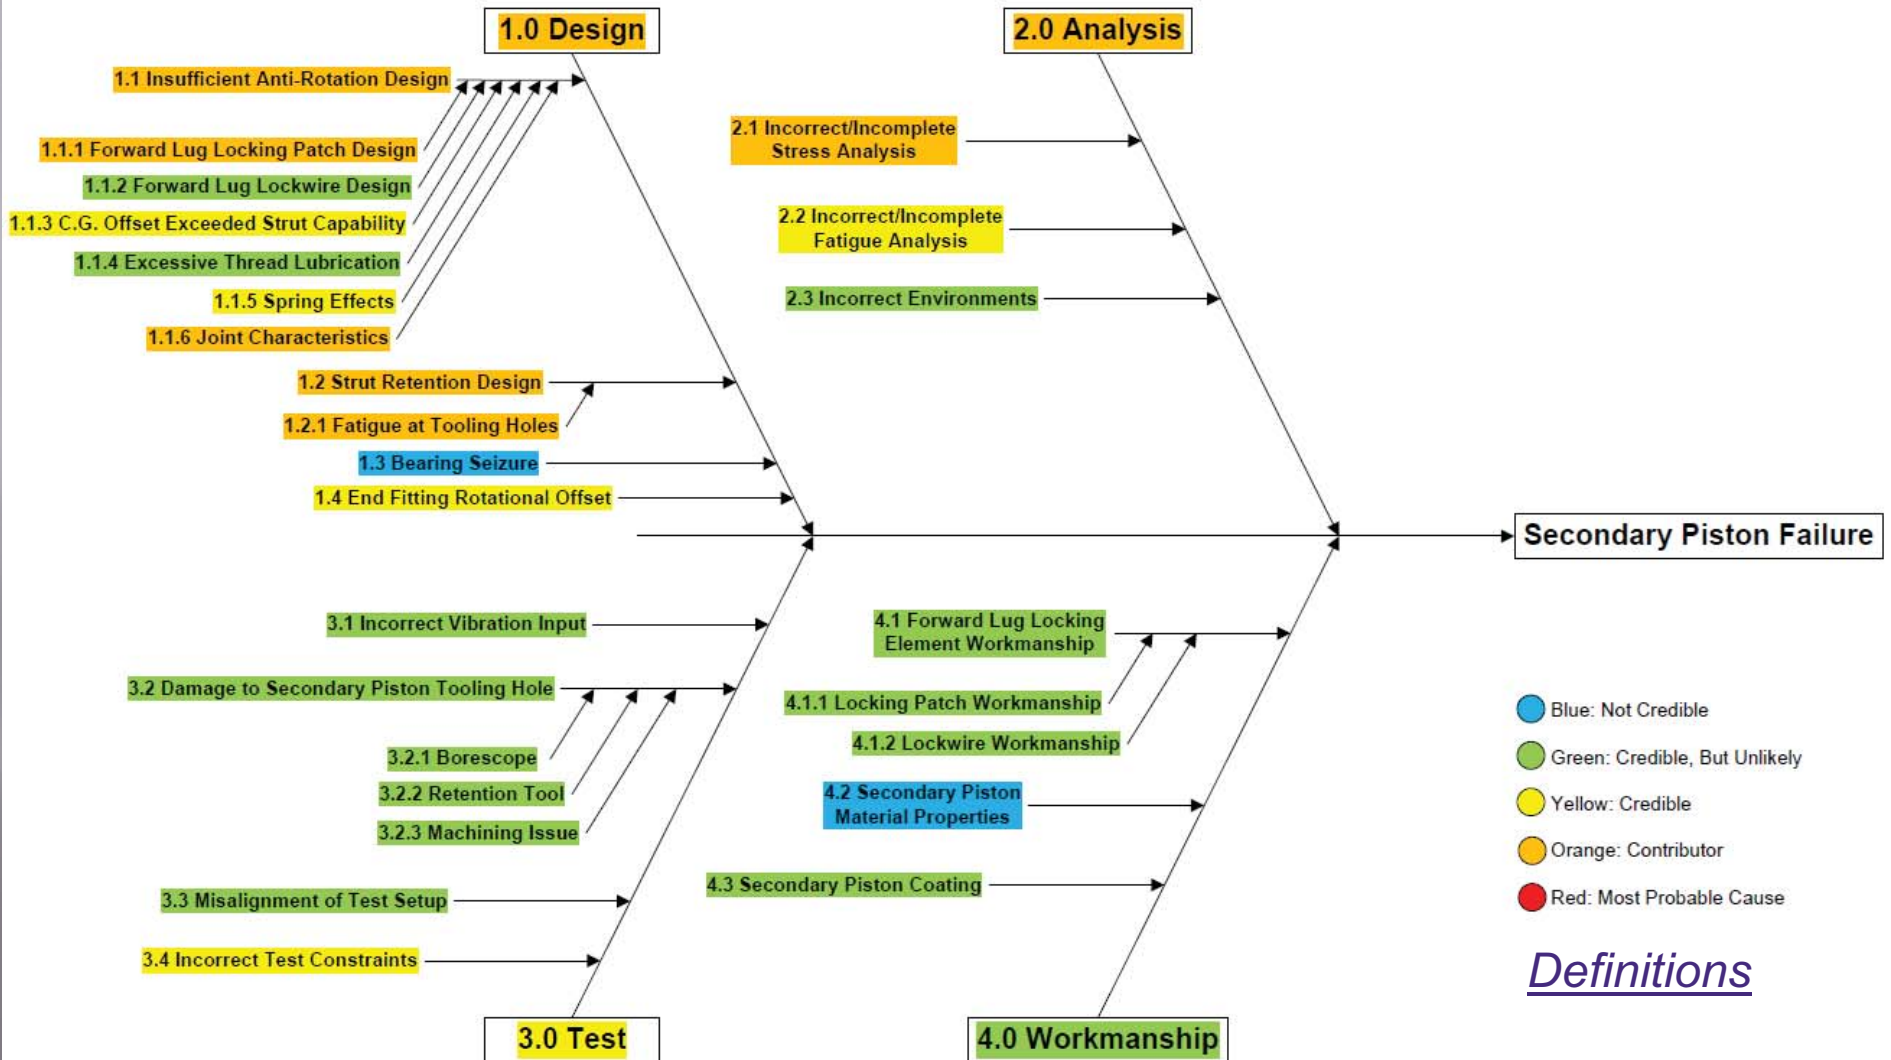 1.0 Design
1.1 Insufficient Anti-Rotation Design
1.1.1 Forward Lug Locking Patch Design
1.1.2 Forward Lug Lockwire Design
1.1.3 C.G. Offset Exceeded Strut Capability
1.1.4 Excessive Thread Lubrication
1.1.5 Spring Effects
1.1.6 Joint Characteristics
1.2 Strut Retention Design
1.2.1 Fatigue at Tooling Holes
1.3 Bearing Seizure
1.4 End Fitting Rotational Offset
2.0 Analysis
2.1 Incorrect/Incomplete
Stress Analysis
2.2 Incorrect/Incomplete
Fatigue Analysis
2.3 Incorrect Environments
Secondary Piston Failure
3.1 Incorrect Vibration Input
3.2 Damage to Secondary Piston Tooling Hole
3.2.1 Borescope
3.2.2 Retention Tool
3.2.3 Machining Issue
3.3 Misalignment of Test Setup
3.4 Incorrect Test Constraints
3.0 Test
4.1 Forward Lug Locking
Element Workmanship
4.1.1 Locking Patch Workmanship
4.1.2 Lockwire Workmanship
4.2 Secondary Piston
Material Properties
4.3 Secondary Piston Coating
4.0 Workmanship
Blue: Not Credible
Green: Credible, But Unlikely
Yellow: Credible
Orange: Contributor
Red: Most Probable Cause
Definitions